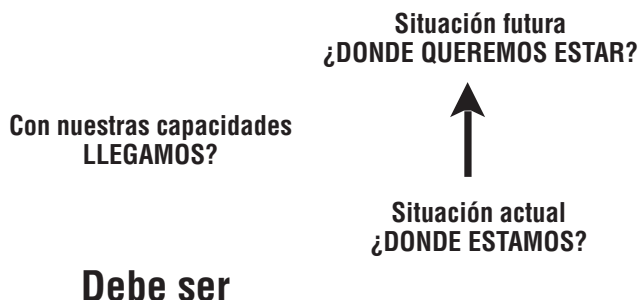 Situación futura
¿DONDE QUEREMOS ESTAR?
Con nuestras capacidades
LLEGAMOS?
Situación actual
¿DONDE ESTAMOS?
Debe ser